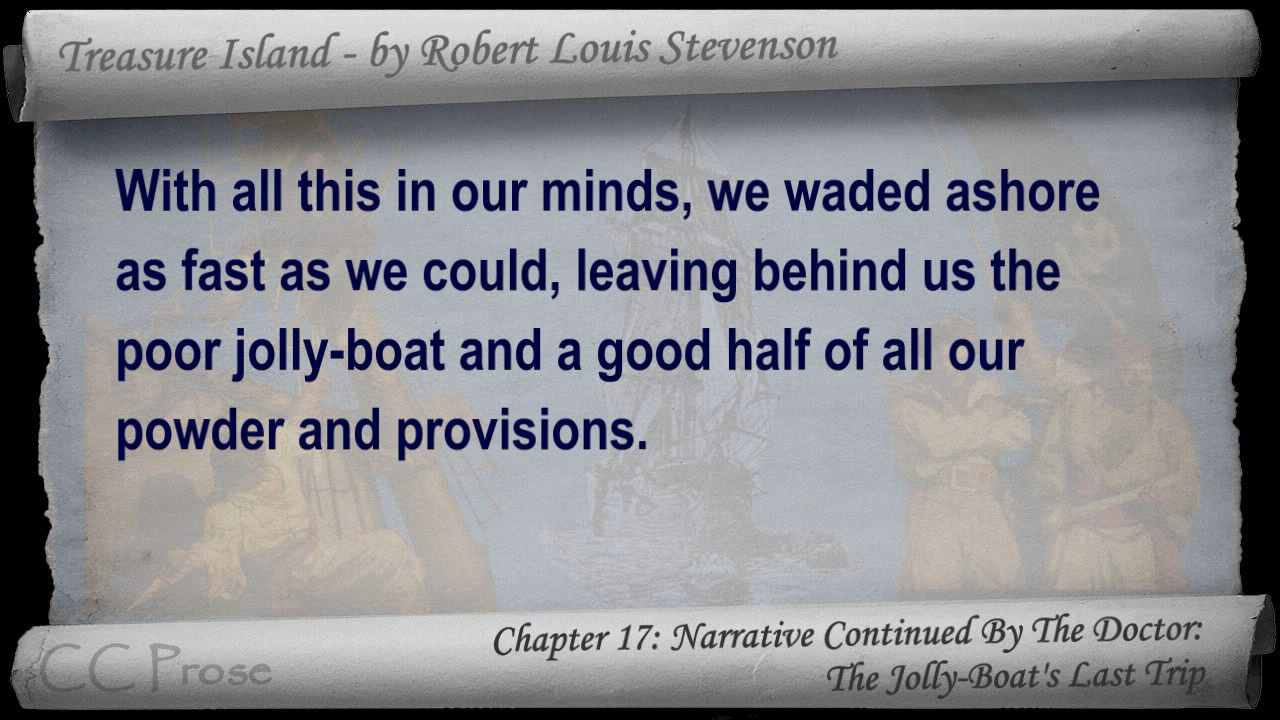 Treasure Island - by Robert Louis Stevenson
With all this in our minds, we waded ashore
as fast as we could, leaving behind us the
poor jolly-boat and a good half of all our
powder and provisions.
Chapter 17: Narrative Continued By The Doctor:
The Jolly-Boat's Last Trip
CC Prose